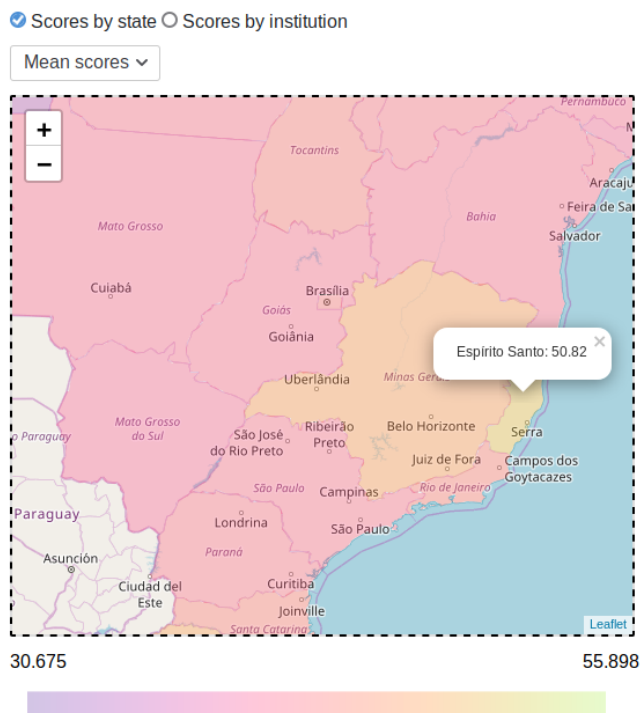 Scores by state Scores by institution
Mean scores
+
−
Pernambuco
Tocantins
Aracaju
Feira de Sa
Bahia
Mato Grosso
Salvador
Cuiabá
Brasília
Goiás
Goiânia
Espírito Santo: 50.82 ×
Uberlândia
Minas Gera
Mato Grosso
do Sul
Ribeirão
Preto
Belo Horizonte
Serra
São José
do Rio Preto
o Paraguay
Juiz de Fora
Campos dos
Goytacazes
São Paulo
Campinas
Rio de Janeiro
Paraguay
Londrina
São Paulo
Paraná
Asunción
Ciudad del
Este
Curitiba
Joinville
Santa Catarina
Leaflet
30.675 55.898